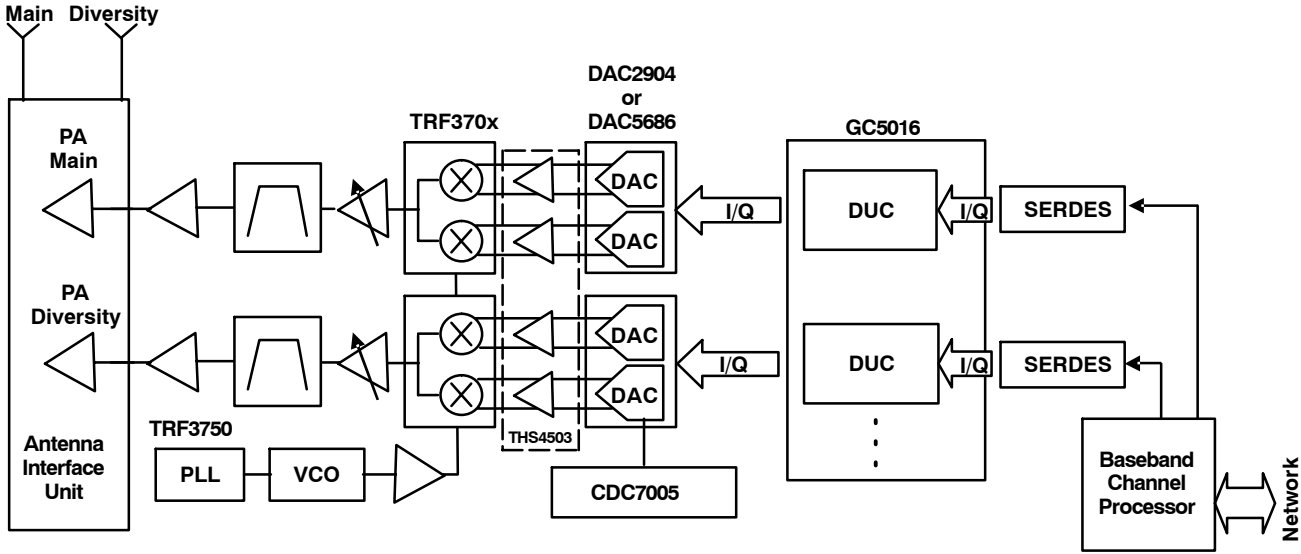 Main Diversity
DAC2904
or
DAC5686
TRF370x
GC5016
PA
Main
DAC
DAC
I/Q
DUC
I/Q
SERDES
PA
Diversity
DAC
DAC
I/Q
DUC
I/Q
SERDES
TRF3750
THS4503
Antenna
Interface
Unit
PLL
VCO
CDC7005
Baseband
Channel
Processor
Network